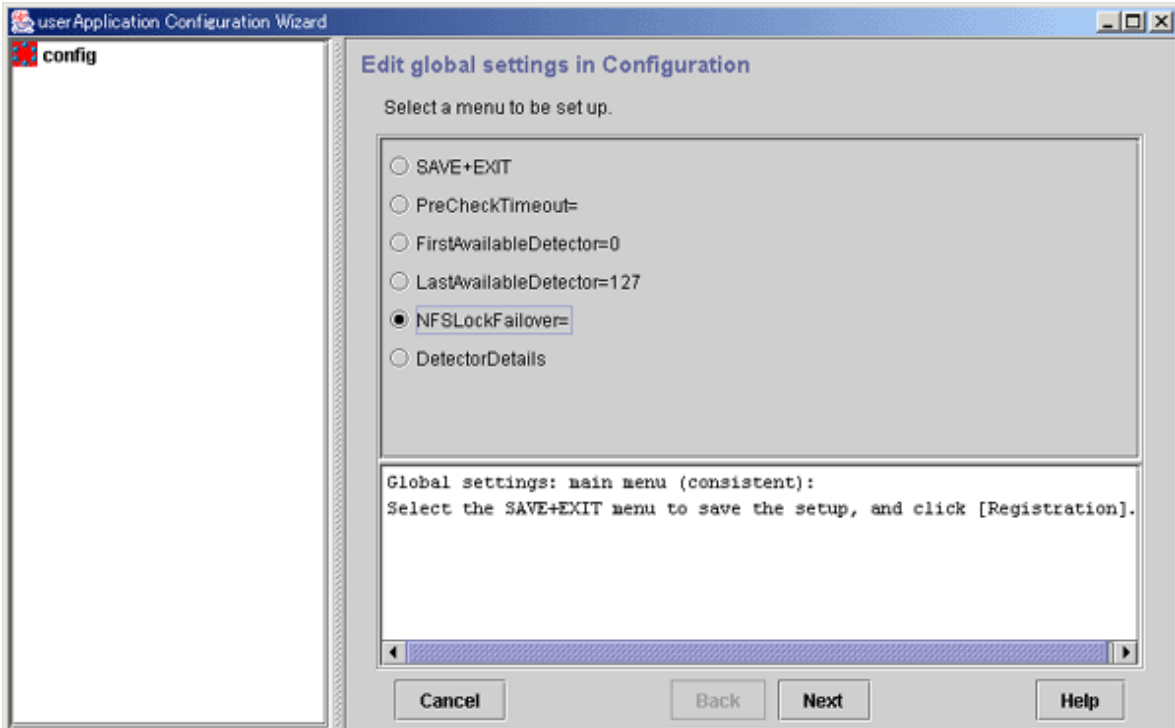 userApplication Configuration Wizard
config
Edit global settings in Configuration
Select a menu to be set up.
SAVE+EXIT
PreCheckTimeout=
FirstAvailableDetector=0
LastAvailableDetector=127
NFSLockFailover=
DetectorDetails
Global settings: main menu (consistent):
Select the SAVE+EXIT menu to save the setup, and click [Registration].
Cancel Back Next Help